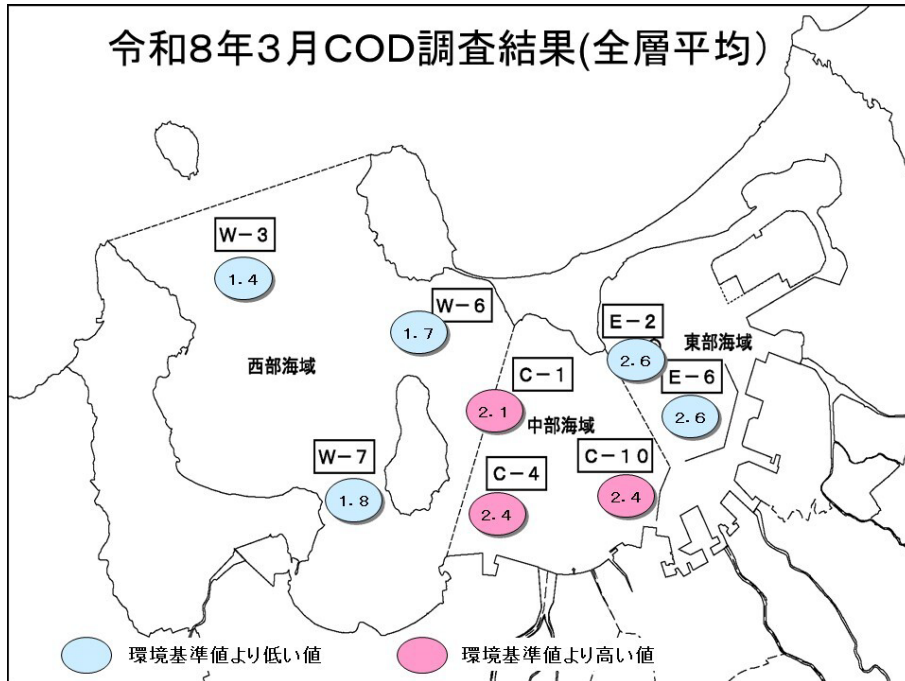 令和8年3月COD調査結果(全層平均)
W-3
1.4
W-6
1.7
E-2
2.6
東部海域
西部海域
C-1
2.1
E-6
2.6
中部海域
W-7
1.8
C-4
2.4
C-10
2.4
環境基準値より低い値
環境基準値より高い値